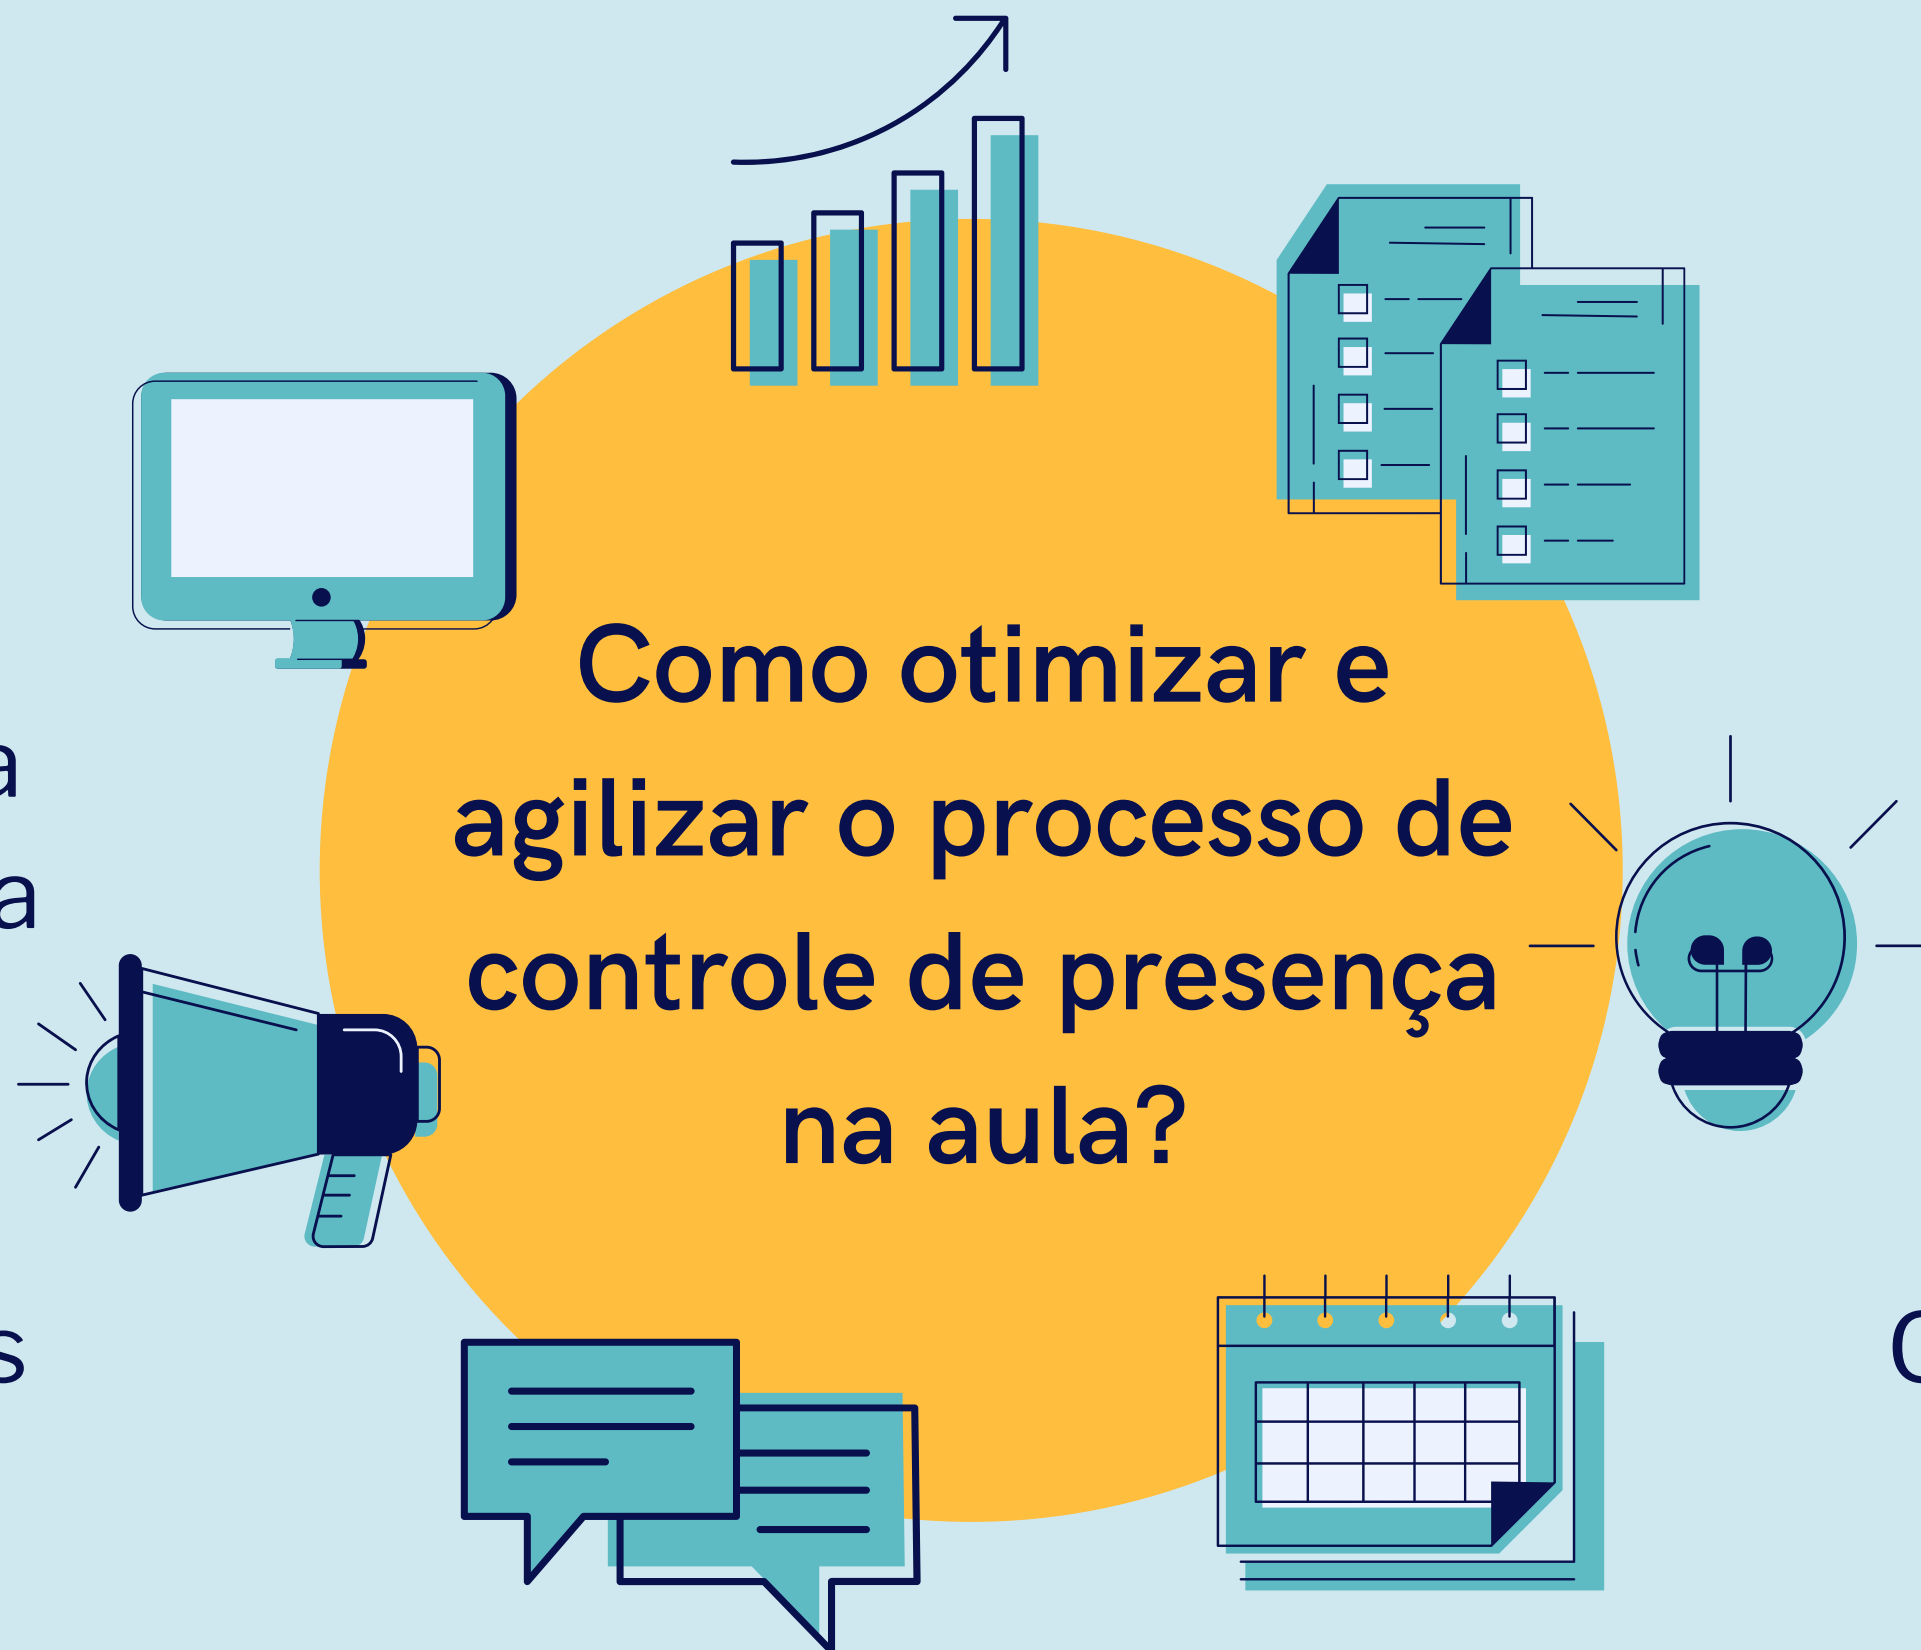 Como otimizar e
agilizar o processo de
controle de presença
na aula?